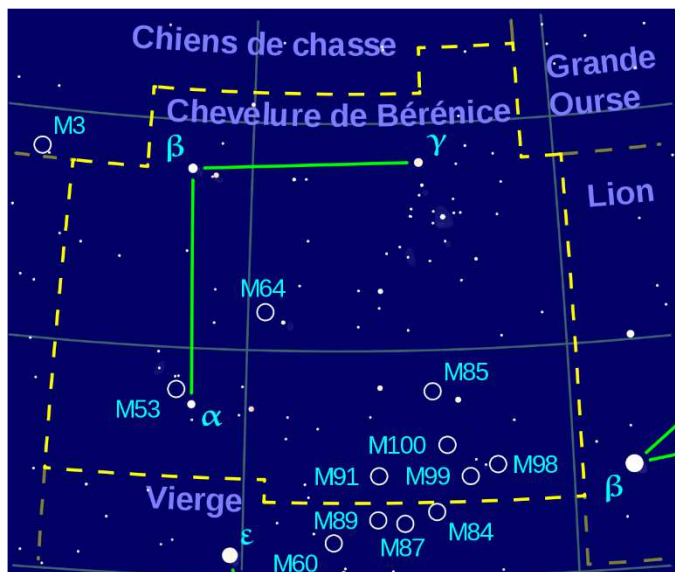 Chiens de chasse
Grande
Ourse
Chevelure de Bérénice
M3
β
γ
Lion
M64
M85
M53
α
M100
M91
M99
M98
β
Vierge
M89
M87
M84
ε
M60